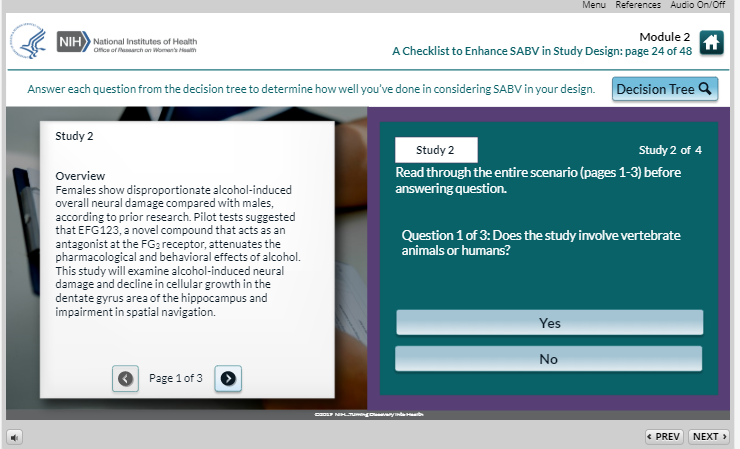 Menu References Audio On/Off
NIH National Institutes of Health
Office of Research on Women's Health
Module 2
A Checklist to Enhance SABV in Study Design: page 24 of 48
Answer each question from the decision tree to determine how well you've done in considering SABV in your design.
Decision Tree
Study 2
Overview
Females show disproportionate alcohol-induced
overall neural damage compared with males,
according to prior research. Pilot tests suggested
that EFG123, a novel compound that acts as an
antagonist at the FG₂ receptor, attenuates the
pharmacological and behavioral effects of alcohol.
This study will examine alcohol-induced neural
damage and decline in cellular growth in the
dentate gyrus area of the hippocampus and
impairment in spatial navigation.
Page 1 of 3
Study 2
Study 2 of 4
Read through the entire scenario (pages 1-3) before
answering question.
Question 1 of 3: Does the study involve vertebrate
animals or humans?
Yes
No
NIH...Turning Discovery Into Health
‹ PREV NEXT ›